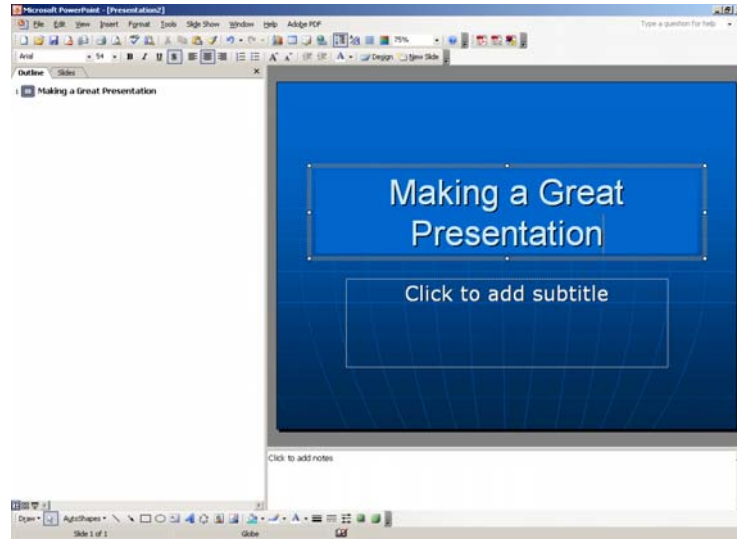 Microsoft PowerPoint - [Presentation2]
File Edit View Insert Format Tools Slide Show Window Help Adobe PDF
Type a question for help
75%
Arial 54 B I U S A A A Design New Slide
Outline Slides
1 Making a Great Presentation
Making a Great
Presentation
Click to add subtitle
Click to add notes
Draw AutoShapes A
Slide 1 of 1 Globe